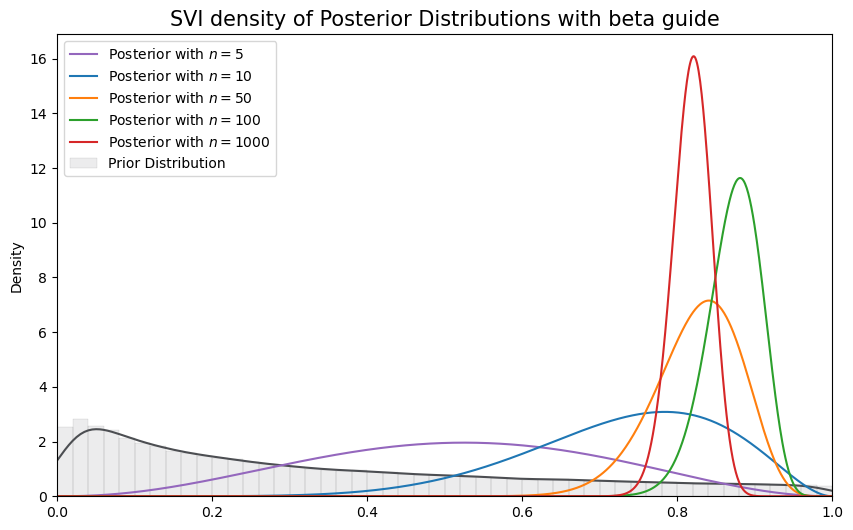 SVI density of Posterior Distributions with beta guide
Posterior with n = 5
Posterior with n = 10
Posterior with n = 50
Posterior with n = 100
Posterior with n = 1000
Prior Distribution
Density
16
14
12
10
8
6
4
2
0
0.0 0.2 0.4 0.6 0.8 1.0